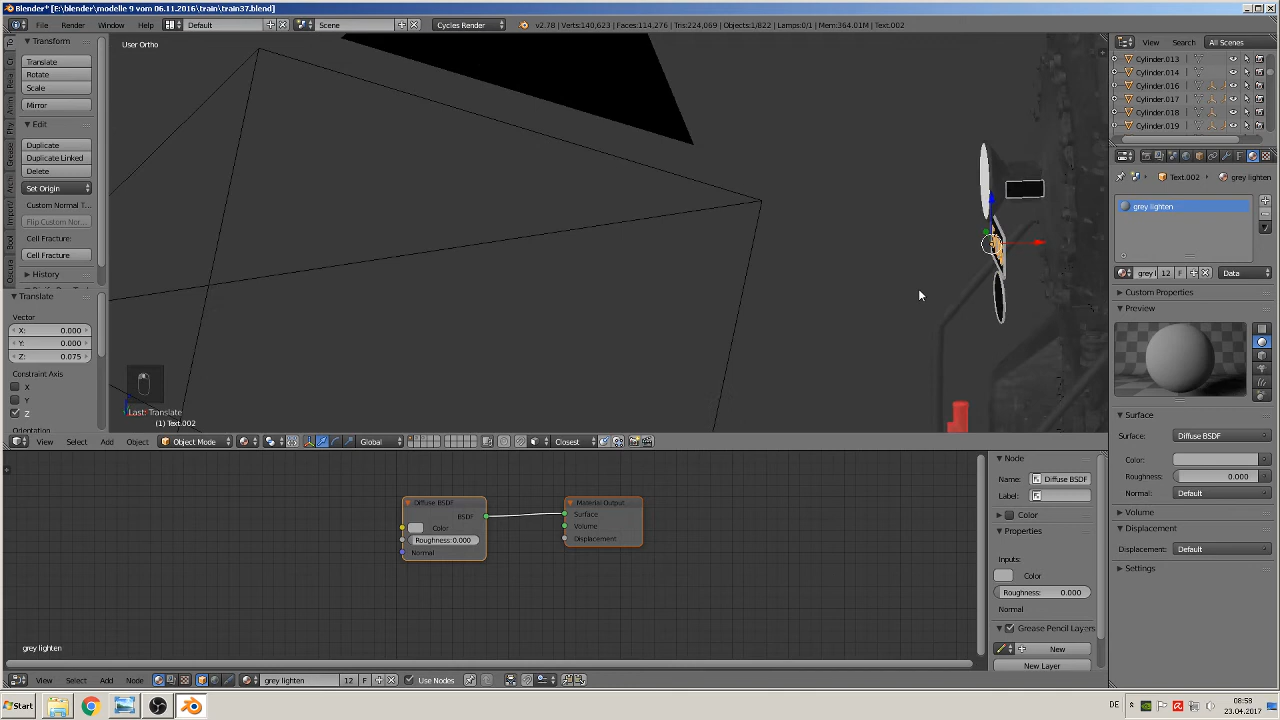 Blender* [E:\blender\modelle 9 vom 06.11.2016\train\train37.blend]
File Render Window Help Default Scene Cycles Render v2.78 | Verts:140,623 | Faces:114,276 | Tris:224,069 | Objects:1/822 | Lamps:0/1 | Mem:364.01M | Text.002
Transform
Translate
Rotate
Scale
Mirror
Edit
Duplicate
Duplicate Linked
Delete
Set Origin
Custom Normal T
Flip Custom Nor...
Cell Fracture:
Cell Fracture
History
Translate
Vector
X: 0.000
Y: 0.000
Z: 0.075
Constraint Axis
X
Y
Z
Orientation
User Ortho
Last: Translate
(1) Text.002
View Select Add Object Object Mode Global Closest
View Search All Scenes
Cylinder.013
Cylinder.014
Cylinder.016
Cylinder.017
Cylinder.018
Cylinder.019
Text.002 grey lighten
grey lighten
grey l 12 F Data
Custom Properties
Preview
Surface
Surface: Diffuse BSDF
Color:
Roughness: 0.000
Normal: Default
Volume
Displacement
Displacement: Default
Settings
Diffuse BSDF
BSDF
Color
Roughness:0.000
Normal
Material Output
Surface
Volume
Displacement
Node
Name: Diffuse BSDF
Label:
Color
Properties
Inputs:
Color
Roughness: 0.000
Normal
Grease Pencil Layers
New
New Layer
grey lighten
View Select Add Node grey lighten 12 F Use Nodes
Start
DE
08:58
23.04.2017